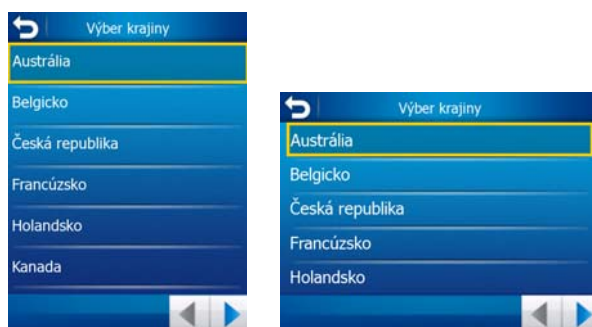 Výber krajiny
Austrália
Belgicko
Česká republika
Francúzsko
Holandsko
Kanada
Výber krajiny
Austrália
Belgicko
Česká republika
Francúzsko
Holandsko